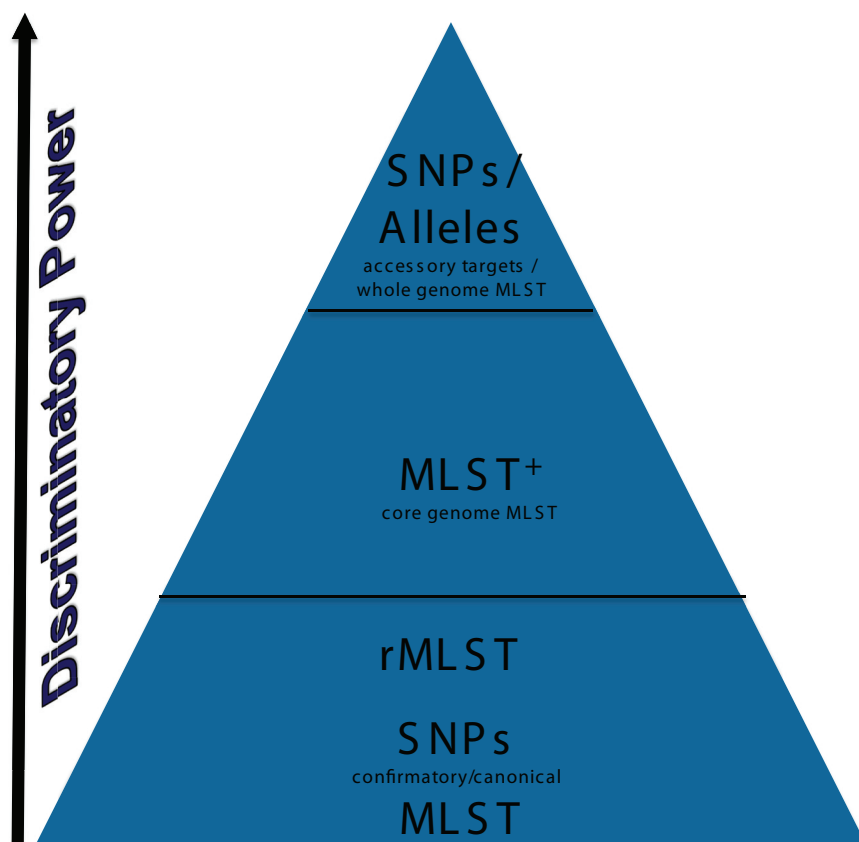 Discriminatory Power
SNPs/
Alleles
accessory targets /
whole genome MLST
MLST⁺
core genome MLST
rMLST
SNPs
confirmatory/canonical
MLST